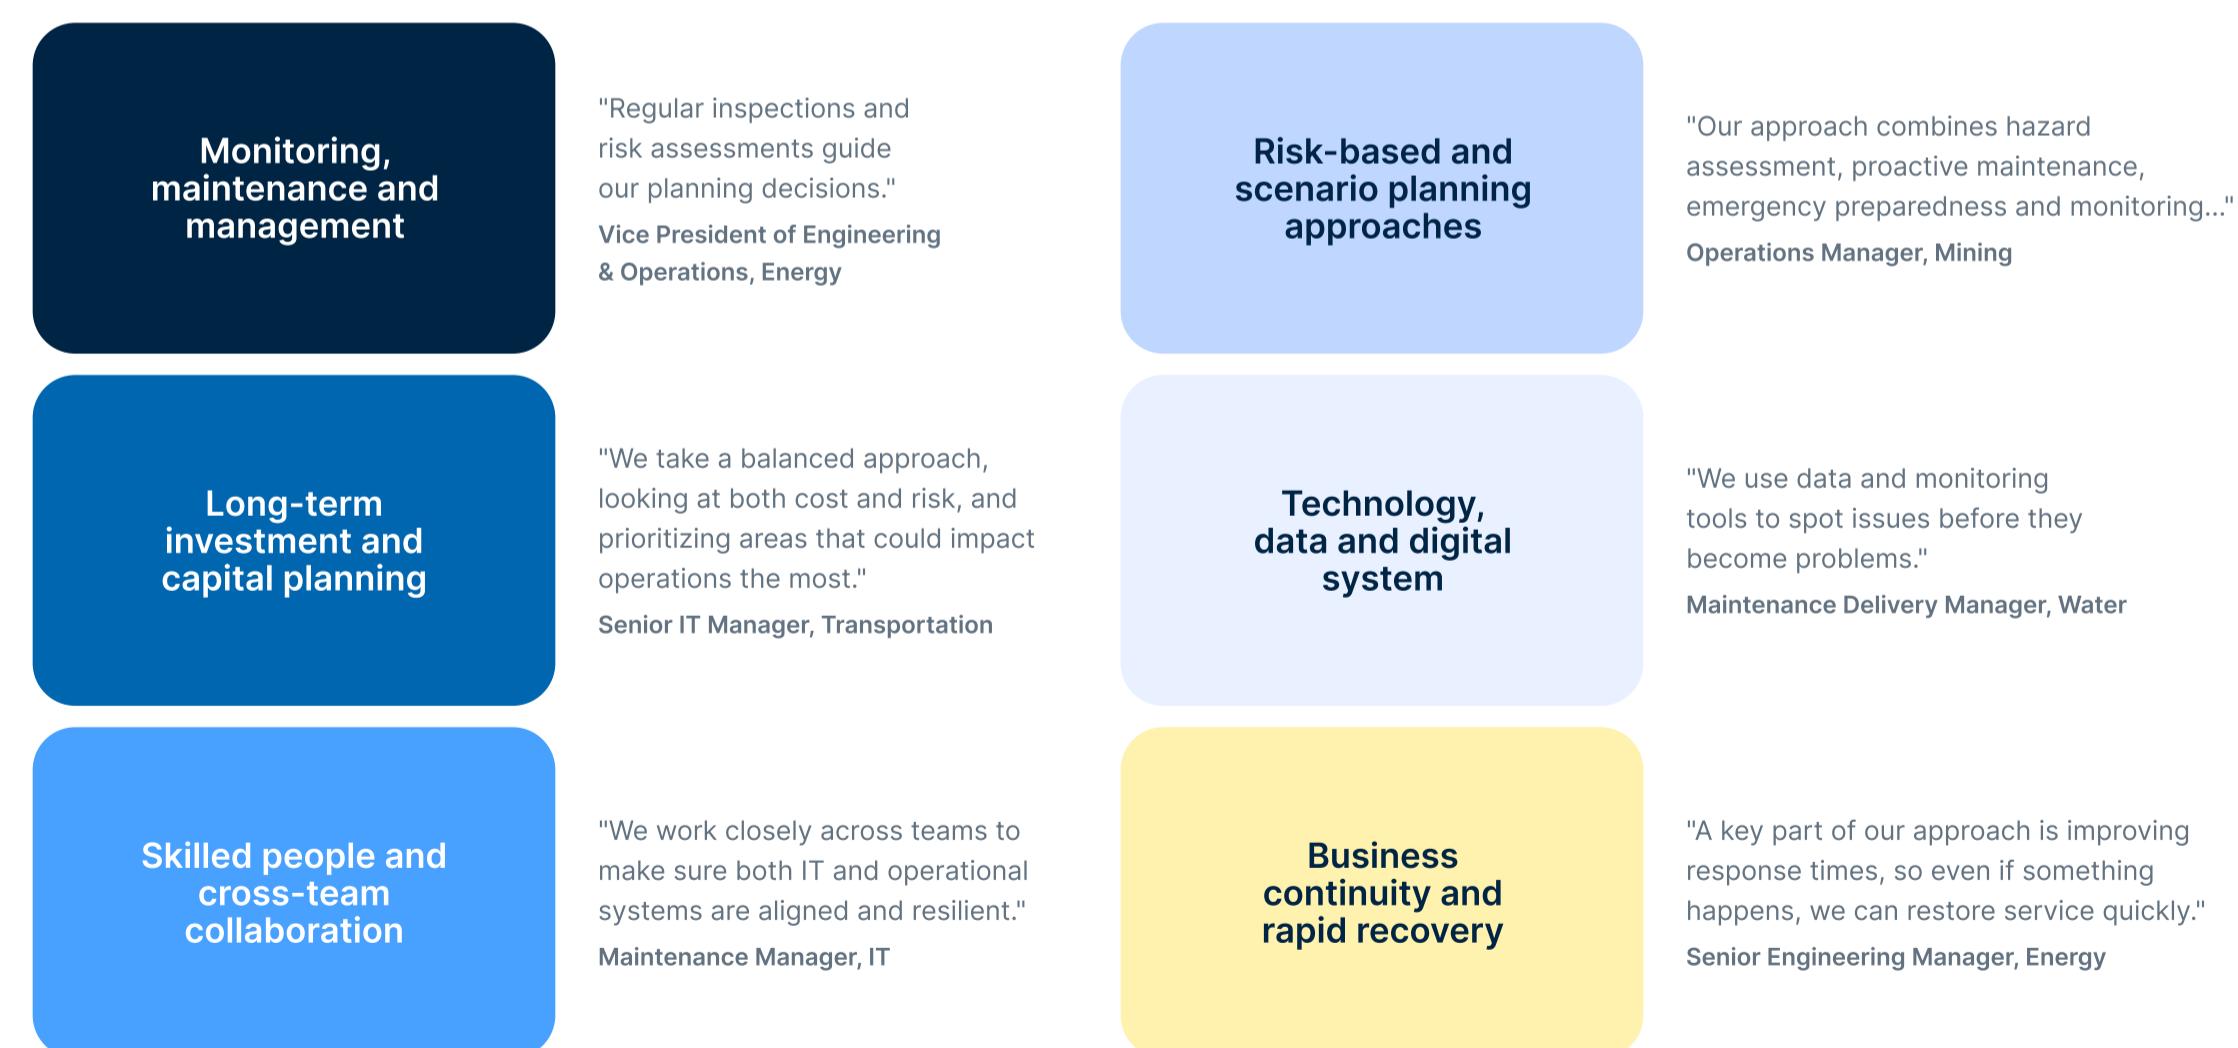 Monitoring,
maintenance and
management
"Regular inspections and
risk assessments guide
our planning decisions."
Vice President of Engineering
& Operations, Energy
Risk-based and
scenario planning
approaches
"Our approach combines hazard
assessment, proactive maintenance,
emergency preparedness and monitoring..."
Operations Manager, Mining
Long-term
investment and
capital planning
"We take a balanced approach,
looking at both cost and risk, and
prioritizing areas that could impact
operations the most."
Senior IT Manager, Transportation
Technology,
data and digital
system
"We use data and monitoring
tools to spot issues before they
become problems."
Maintenance Delivery Manager, Water
Skilled people and
cross-team
collaboration
"We work closely across teams to
make sure both IT and operational
systems are aligned and resilient."
Maintenance Manager, IT
Business
continuity and
rapid recovery
"A key part of our approach is improving
response times, so even if something
happens, we can restore service quickly."
Senior Engineering Manager, Energy